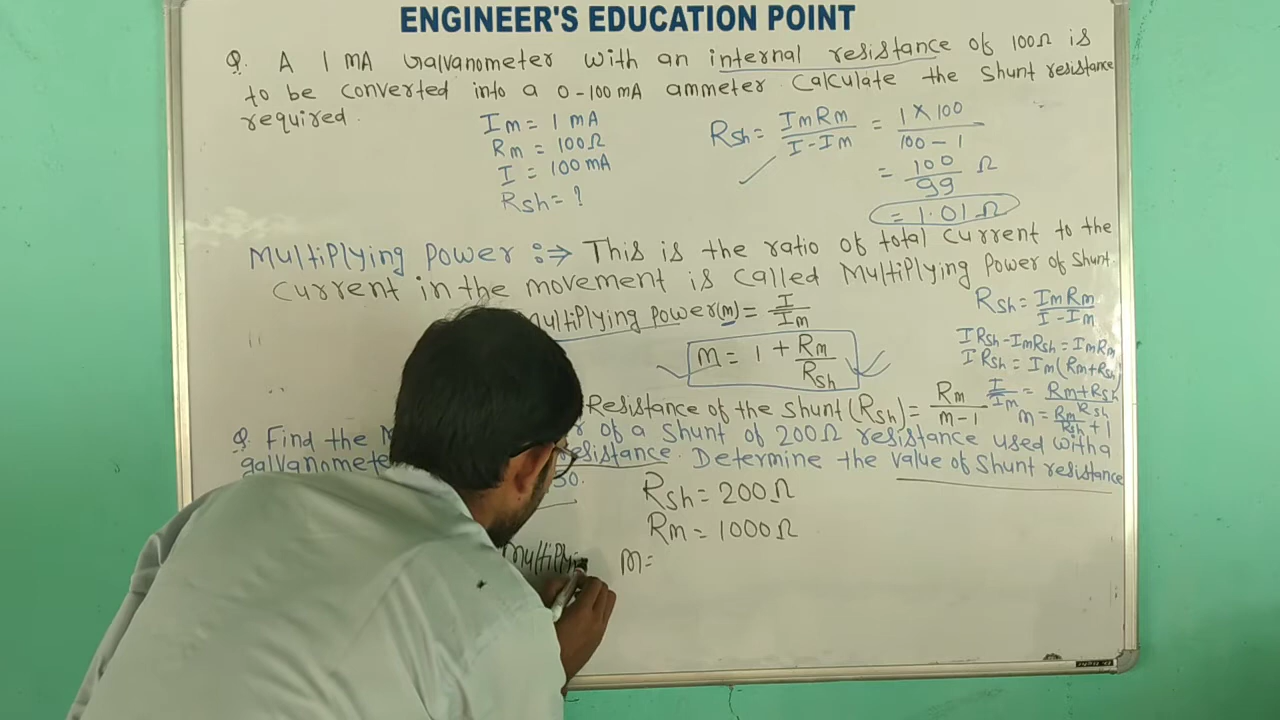 ENGINEER'S EDUCATION POINT
Q. A 1 MA Galvanometer with an internal resistance of 100Ω is
to be converted into a 0-100 mA ammeter. Calculate the Shunt resistance
required.
Im = 1 mA
Rm = 100Ω
I = 100 mA
Rsh = ?
Rsh = ImRm / I - Im = 1 × 100 / 100 - 1
= 100 / 99 Ω
= 1.01 Ω
Multiplying Power :⇒ This is the ratio of total current to the
current in the movement is called Multiplying Power of Shunt.
Multiplying power(m) = I / Im
m = 1 + Rm / Rsh
Rsh = ImRm / I - Im
IRsh - ImRsh = ImRm
IRsh = Im(Rm+Rsh)
I / Im = Rm+Rsh / Rsh
m = Rm / Rsh + 1
Resistance of the Shunt (Rsh) = Rm / m-1
Q. Find the of a Shunt of 200Ω resistance used with a
resistance. Determine the value of Shunt resistance
50.
Rsh = 200Ω
Rm = 1000Ω
m =